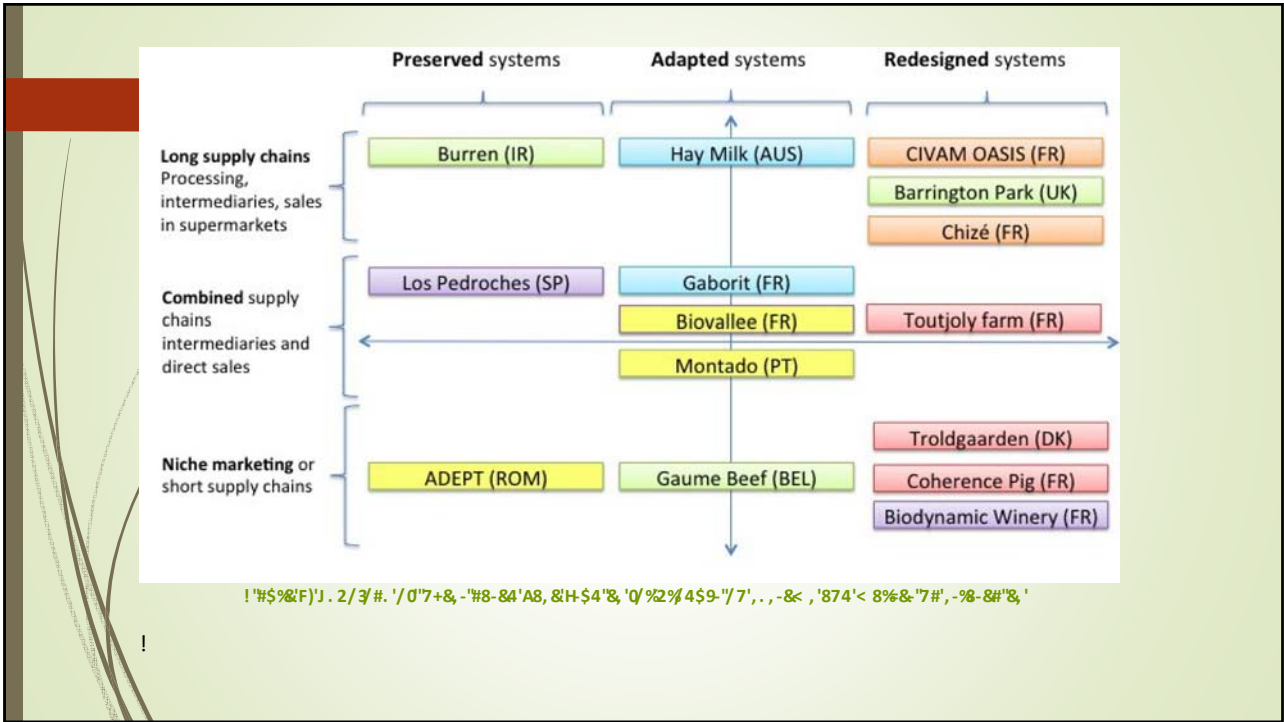 Preserved systems
Adapted systems
Redesigned systems
Long supply chains
Processing,
intermediaries, sales
in supermarkets
Burren (IR)
Hay Milk (AUS)
CIVAM OASIS (FR)
Barrington Park (UK)
Chizé (FR)
Combined supply
chains
intermediaries and
direct sales
Los Pedroches (SP)
Gaborit (FR)
Biovallee (FR)
Toutjoly farm (FR)
Montado (PT)
Niche marketing or
short supply chains
ADEPT (ROM)
Gaume Beef (BEL)
Troldgaarden (DK)
Coherence Pig (FR)
Biodynamic Winery (FR)
!